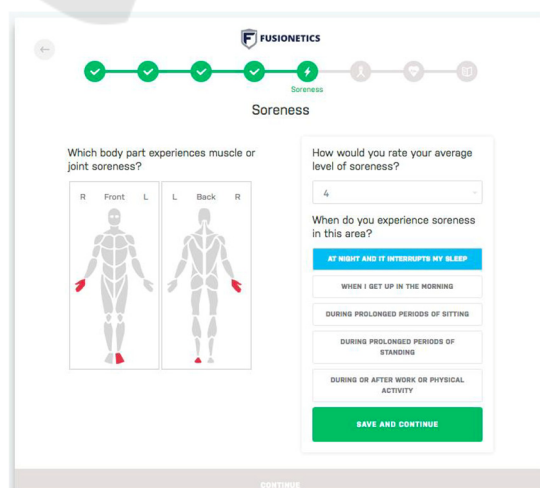 FUSIONETICS
Soreness
Soreness
Which body part experiences muscle or
joint soreness?
R Front L
L Back R
How would you rate your average
level of soreness?
4
When do you experience soreness
in this area?
AT NIGHT AND IT INTERRUPTS MY SLEEP
WHEN I GET UP IN THE MORNING
DURING PROLONGED PERIODS OF SITTING
DURING PROLONGED PERIODS OF
STANDING
DURING OR AFTER WORK OR PHYSICAL
ACTIVITY
SAVE AND CONTINUE
CONTINUE